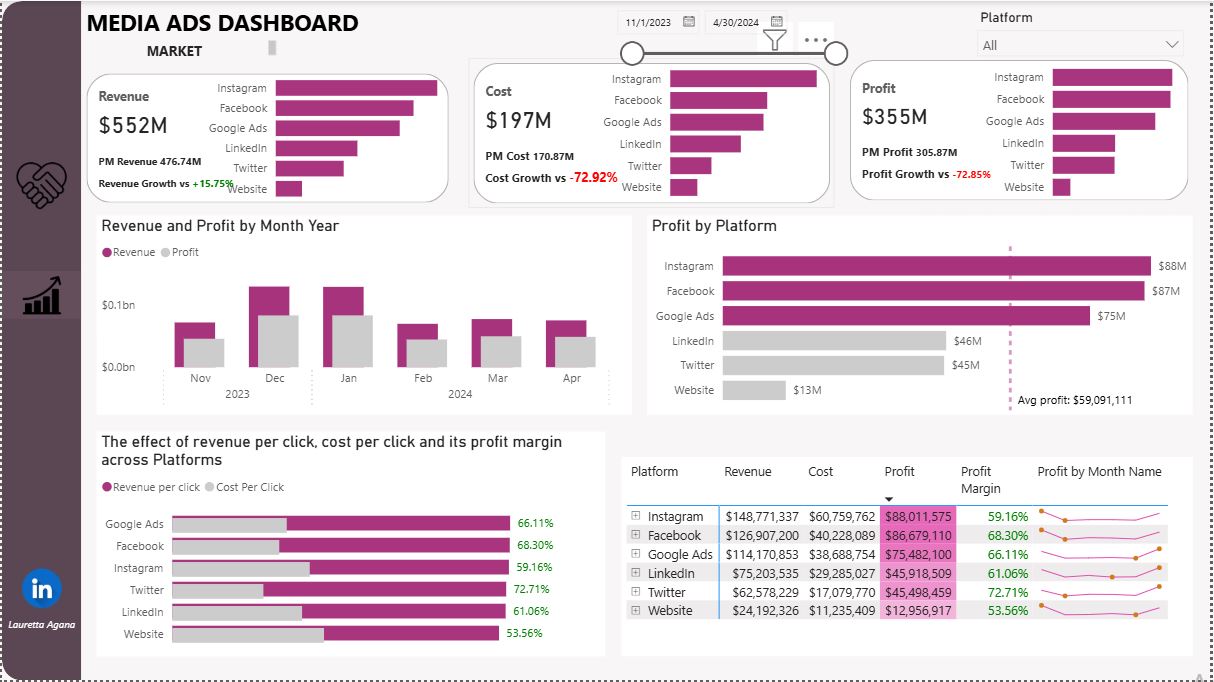 MEDIA ADS DASHBOARD
MARKET
11/1/2023 4/30/2024
Platform
All
Revenue
$552M
PM Revenue 476.74M
Revenue Growth vs +15.75%
Instagram
Facebook
Google Ads
LinkedIn
Twitter
Website
Cost
$197M
PM Cost 170.87M
Cost Growth vs -72.92%
Instagram
Facebook
Google Ads
LinkedIn
Twitter
Website
Profit
$355M
PM Profit 305.87M
Profit Growth vs -72.85%
Instagram
Facebook
Google Ads
LinkedIn
Twitter
Website
Revenue and Profit by Month Year
Revenue Profit
$0.1bn
$0.0bn
Nov Dec Jan Feb Mar Apr
2023 2024
Profit by Platform
Instagram $88M
Facebook $87M
Google Ads $75M
LinkedIn $46M
Twitter $45M
Website $13M
Avg profit: $59,091,111
The effect of revenue per click, cost per click and its profit margin
across Platforms
Revenue per click Cost Per Click
Google Ads 66.11%
Facebook 68.30%
Instagram 59.16%
Twitter 72.71%
LinkedIn 61.06%
Website 53.56%
Platform Revenue Cost Profit Profit Margin Profit by Month Name
Instagram $148,771,337 $60,759,762 $88,011,575 59.16%
Facebook $126,907,200 $40,228,089 $86,679,110 68.30%
Google Ads $114,170,853 $38,688,754 $75,482,100 66.11%
LinkedIn $75,203,535 $29,285,027 $45,918,509 61.06%
Twitter $62,578,229 $17,079,770 $45,498,459 72.71%
Website $24,192,326 $11,235,409 $12,956,917 53.56%
in
Lauretta Agana